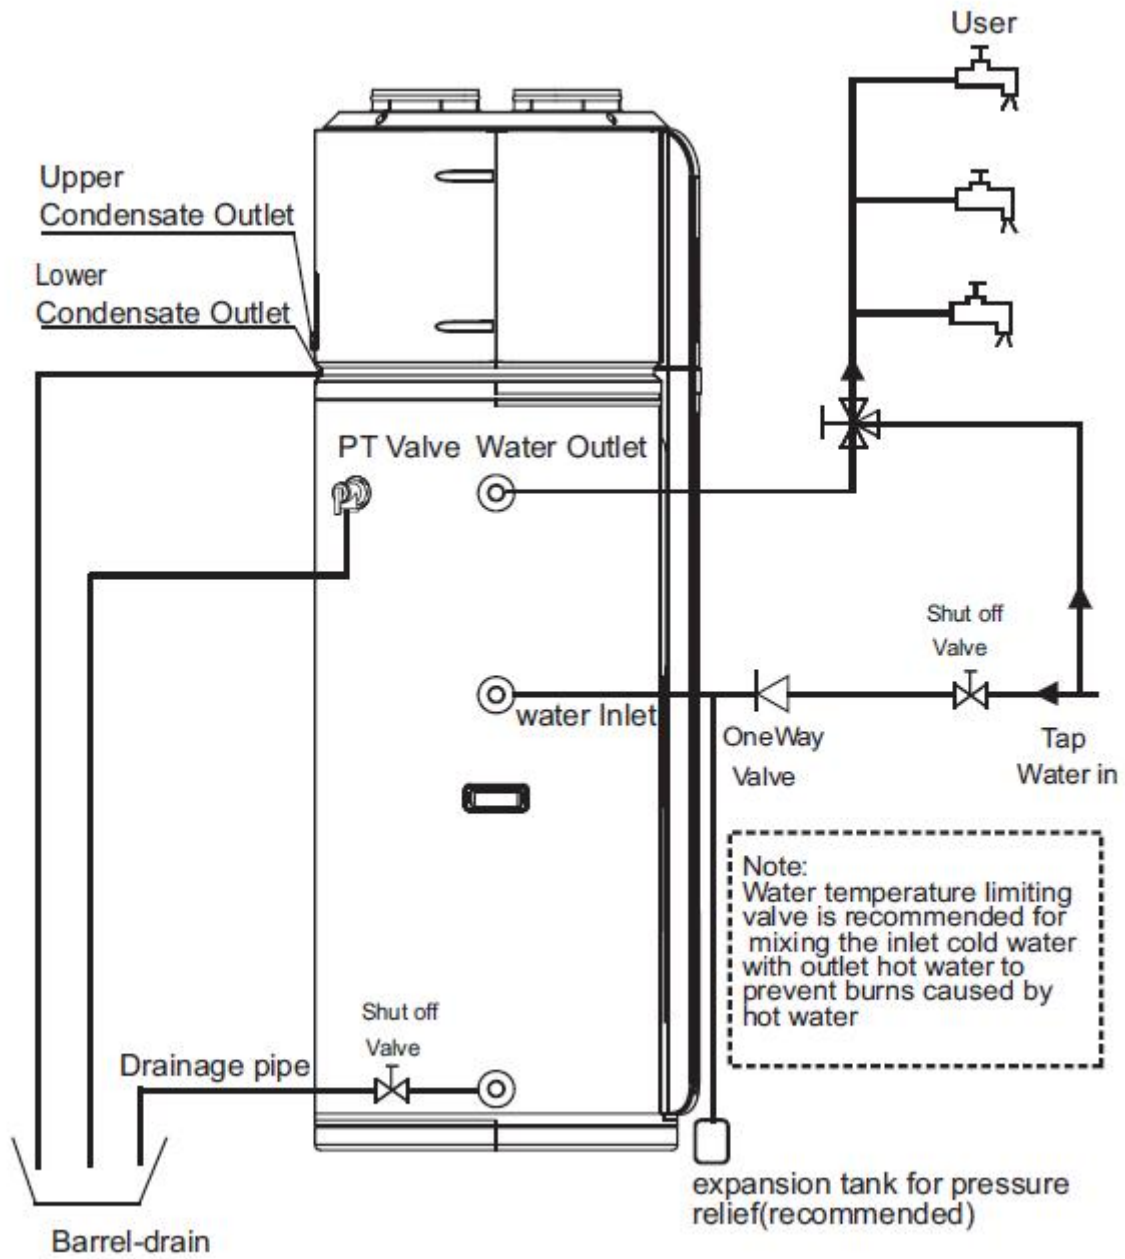 User
Upper
Condensate Outlet
Lower
Condensate Outlet
PT Valve
Water Outlet
Shut off
Valve
water Inlet
OneWay
Valve
Tap
Water in
Note:
Water temperature limiting
valve is recommended for
mixing the inlet cold water
with outlet hot water to
prevent burns caused by
hot water
Shut off
Valve
Drainage pipe
expansion tank for pressure
relief(recommended)
Barrel-drain